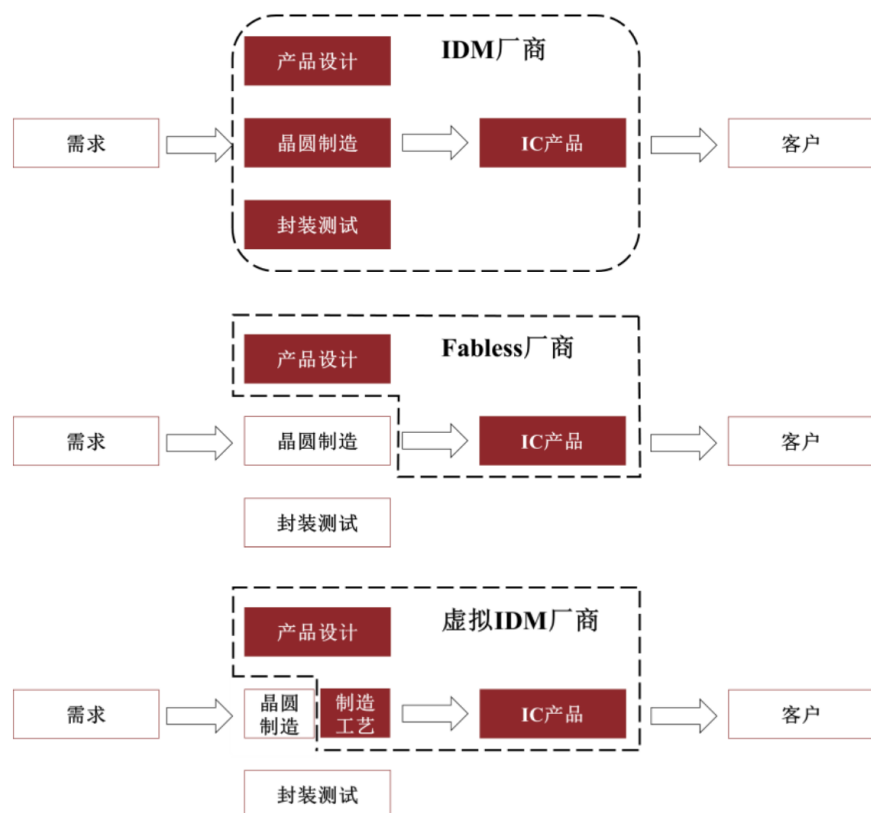 产品设计
IDM厂商
需求
晶圆制造
IC产品
客户
封装测试
产品设计
Fabless厂商
需求
晶圆制造
IC产品
客户
封装测试
产品设计
虚拟IDM厂商
需求
晶圆
制造
制造
工艺
IC产品
客户
封装测试